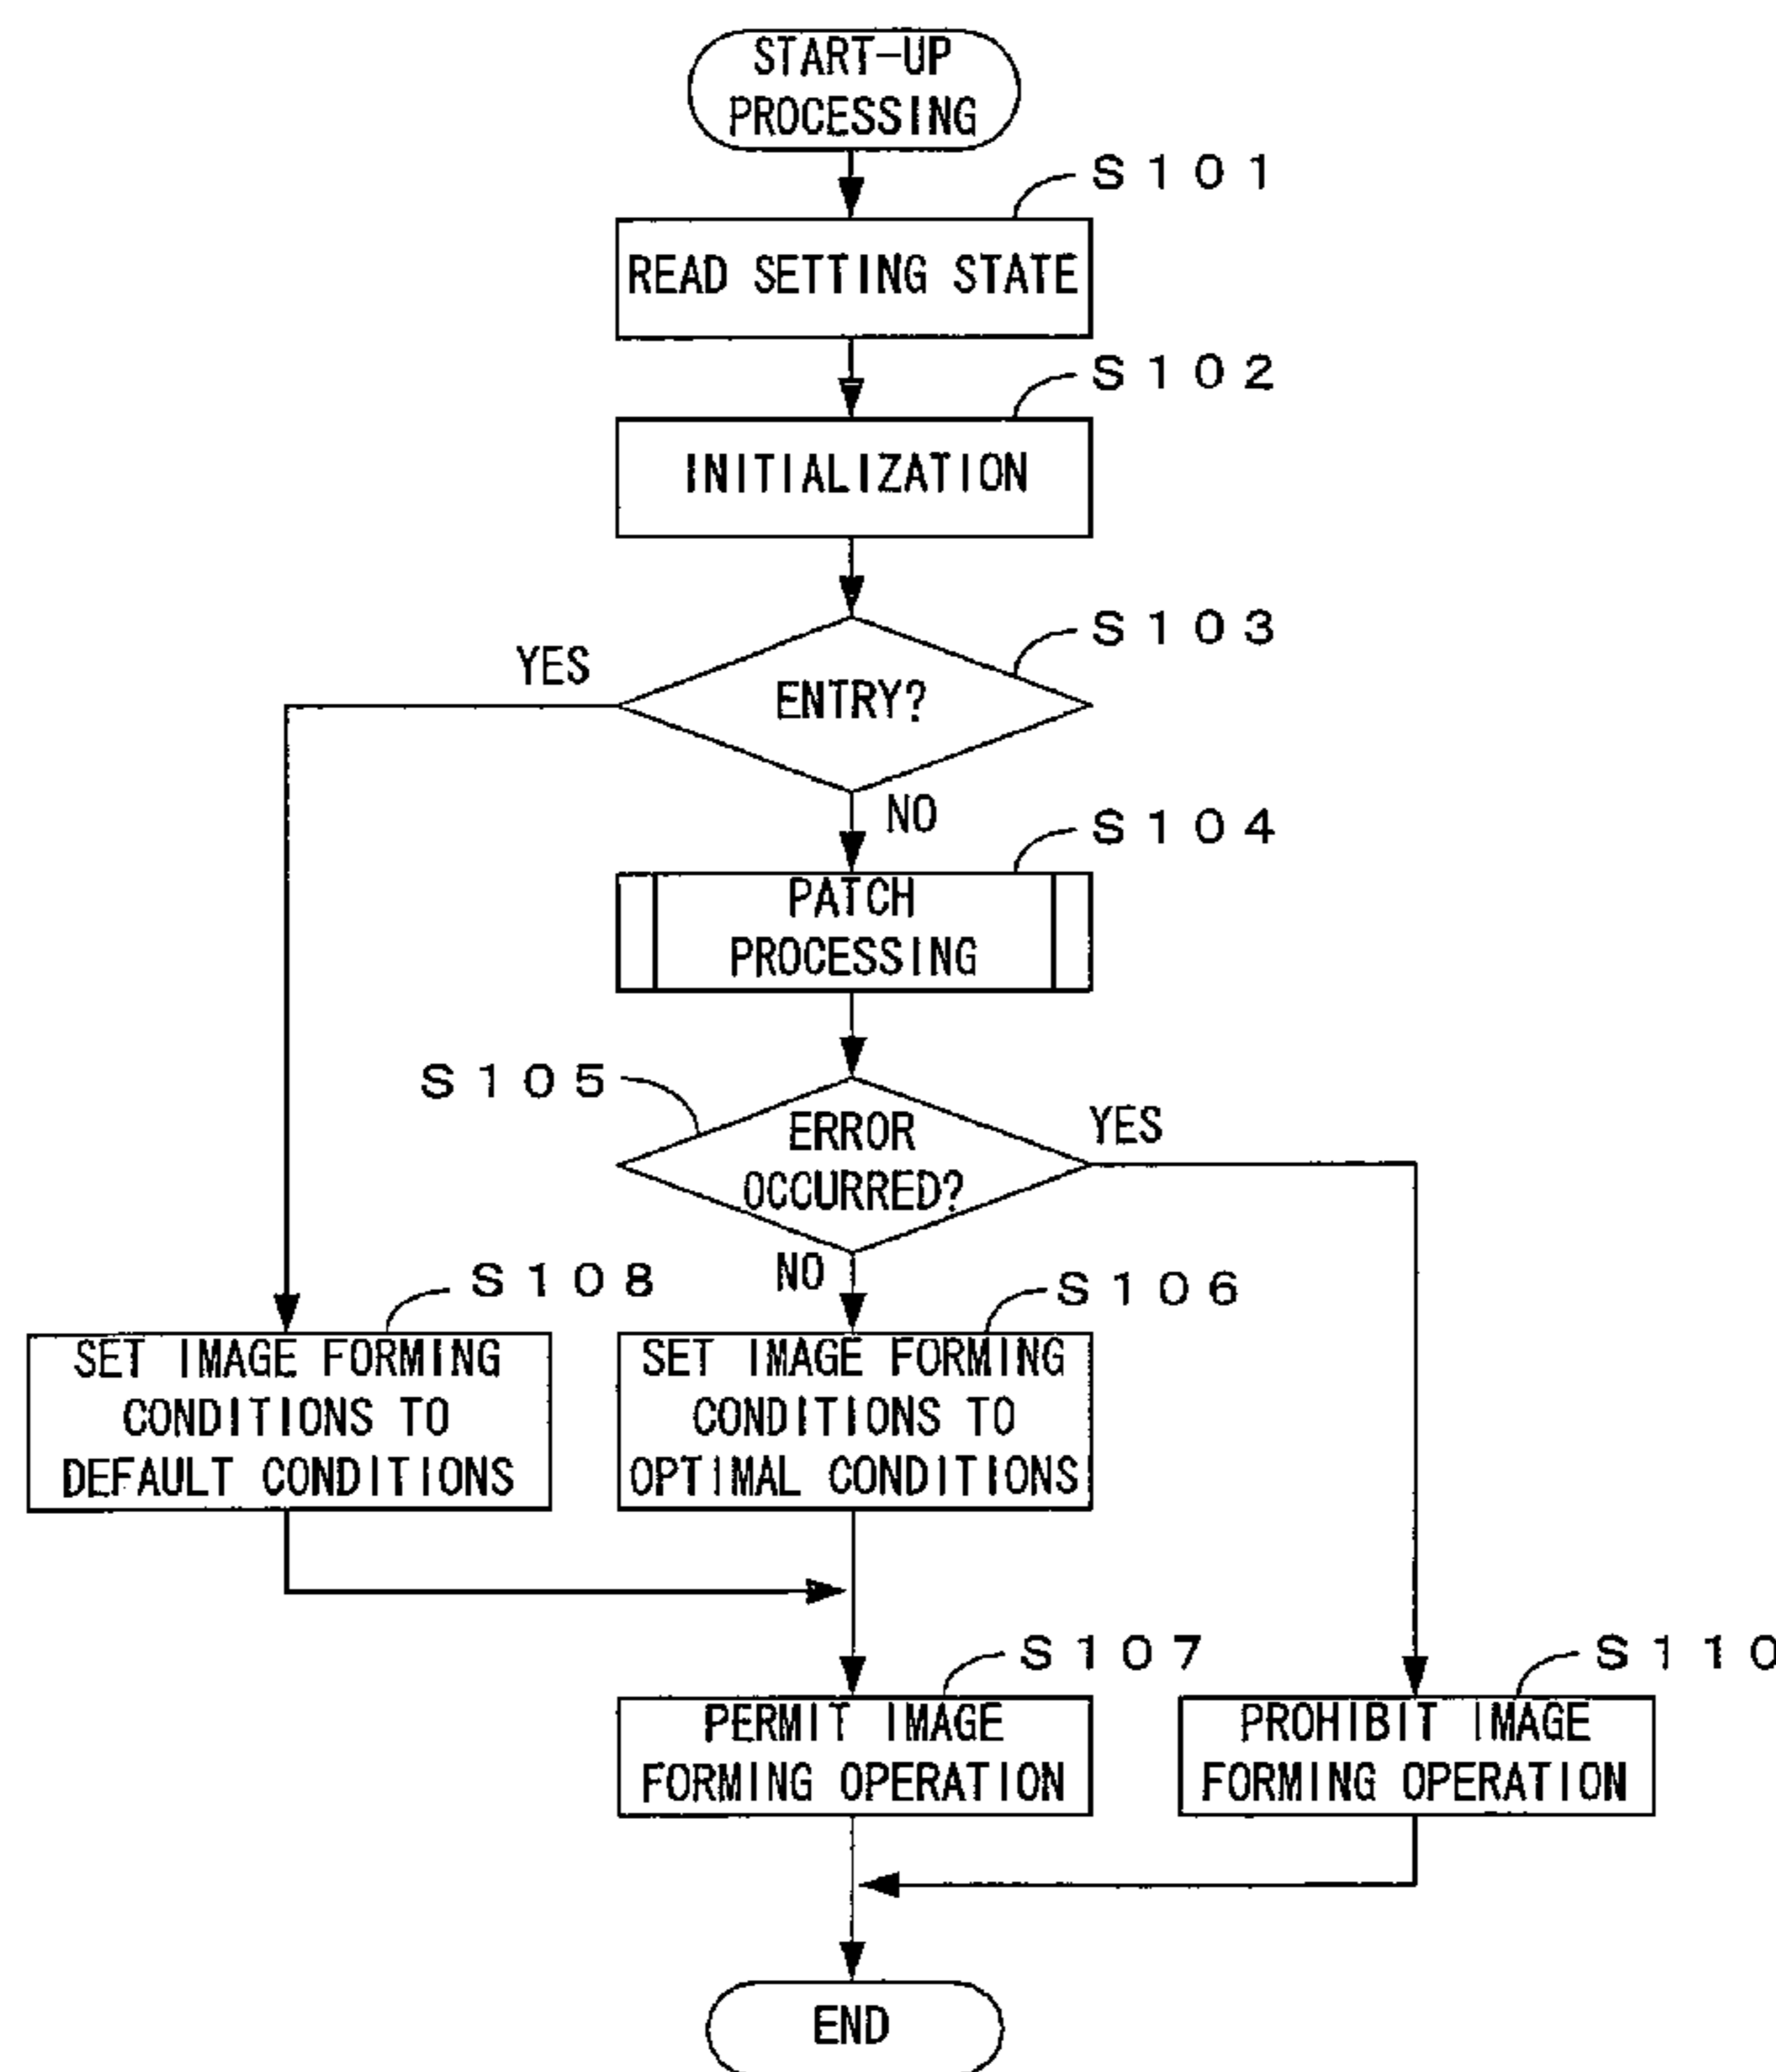 START-UP
PROCESSING
S101
READ SETTING STATE
S102
INITIALIZATION
S103
YES
ENTRY?
NO
S104
PATCH
PROCESSING
S105
ERROR
OCCURRED?
YES
NO
S108
S106
SET IMAGE FORMING
CONDITIONS TO
DEFAULT CONDITIONS
SET IMAGE FORMING
CONDITIONS TO
OPTIMAL CONDITIONS
S107
S110
PERMIT IMAGE
FORMING OPERATION
PROHIBIT IMAGE
FORMING OPERATION
END